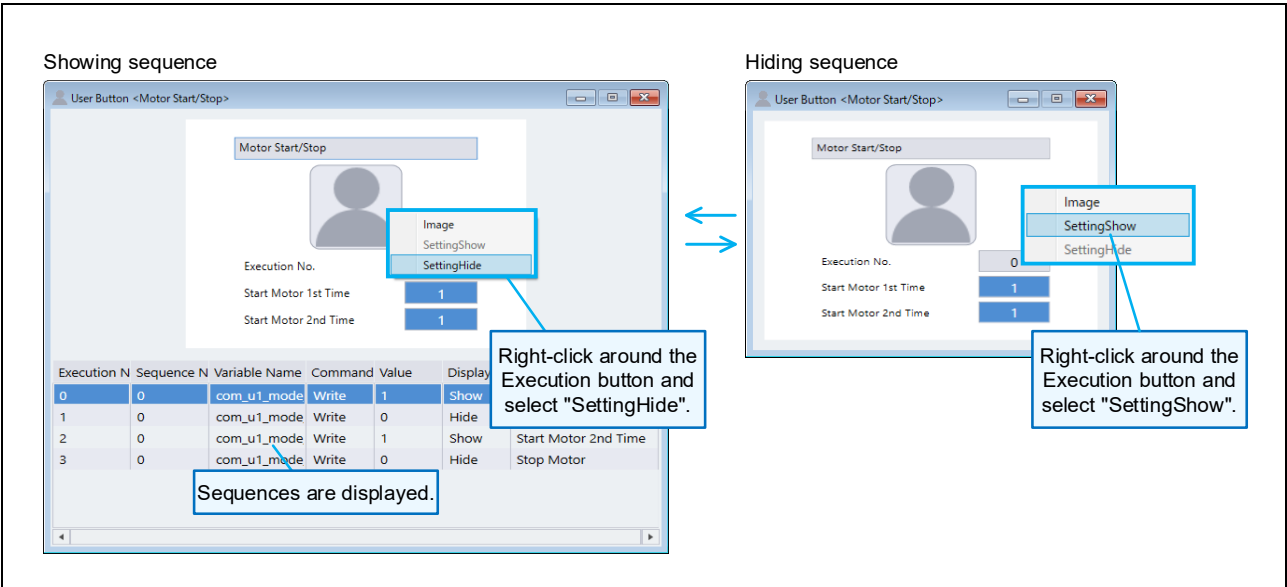 Showing sequence
User Button <Motor Start/Stop>
Motor Start/Stop
Image
SettingShow
SettingHide
Execution No.
Start Motor 1st Time 1
Start Motor 2nd Time 1
Right-click around the
Execution button and
select "SettingHide".
Execution N Sequence N Variable Name Command Value Display
0 0 com_u1_mode Write 1 Show
1 0 com_u1_mode Write 0 Hide
2 0 com_u1_mode Write 1 Show Start Motor 2nd Time
3 0 com_u1_mode Write 0 Hide Stop Motor
Sequences are displayed.
Hiding sequence
User Button <Motor Start/Stop>
Motor Start/Stop
Image
SettingShow
SettingHide
Execution No. 0
Start Motor 1st Time 1
Start Motor 2nd Time 1
Right-click around the
Execution button and
select "SettingShow".